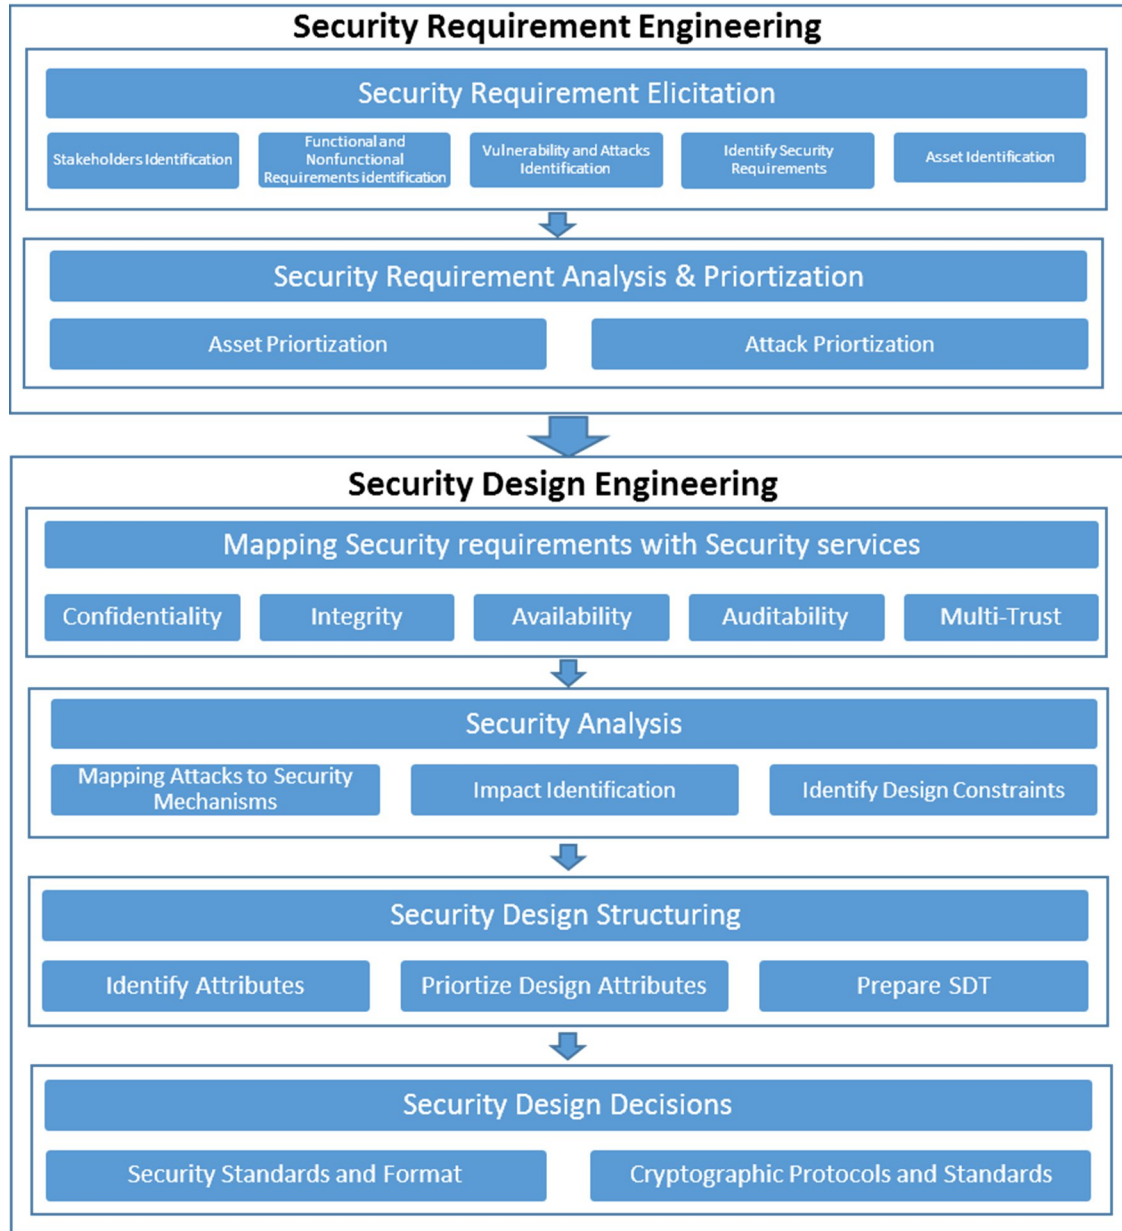 Security Requirement Engineering
Security Requirement Elicitation
Stakeholders Identification
Functional and
Nonfunctional
Requirements identification
Vulnerability and Attacks
Identification
Identify Security
Requirements
Asset Identification
Security Requirement Analysis & Priortization
Asset Priortization
Attack Priortization
Security Design Engineering
Mapping Security requirements with Security services
Confidentiality
Integrity
Availability
Auditability
Multi-Trust
Security Analysis
Mapping Attacks to Security
Mechanisms
Impact Identification
Identify Design Constraints
Security Design Structuring
Identify Attributes
Priortize Design Attributes
Prepare SDT
Security Design Decisions
Security Standards and Format
Cryptographic Protocols and Standards